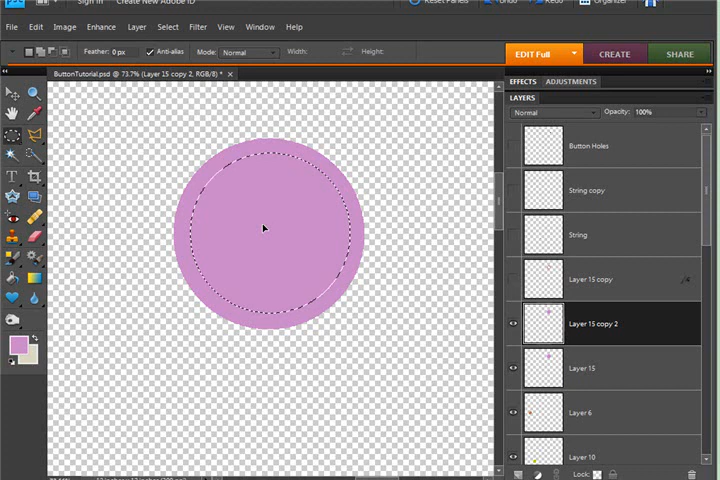 Sign In Create New Adobe ID Reset Panels Undo Redo Organizer
File Edit Image Enhance Layer Select Filter View Window Help
Feather: 0 px Anti-alias Mode: Normal Width: Height: EDIT Full CREATE SHARE
ButtonTutorial.psd @ 73.7% (Layer 15 copy 2, RGB/8) * ×
EFFECTS ADJUSTMENTS
LAYERS
Normal Opacity: 100%
Button Holes
String copy
String
Layer 15 copy
Layer 15 copy 2
Layer 15
Layer 6
Layer 10
Lock: